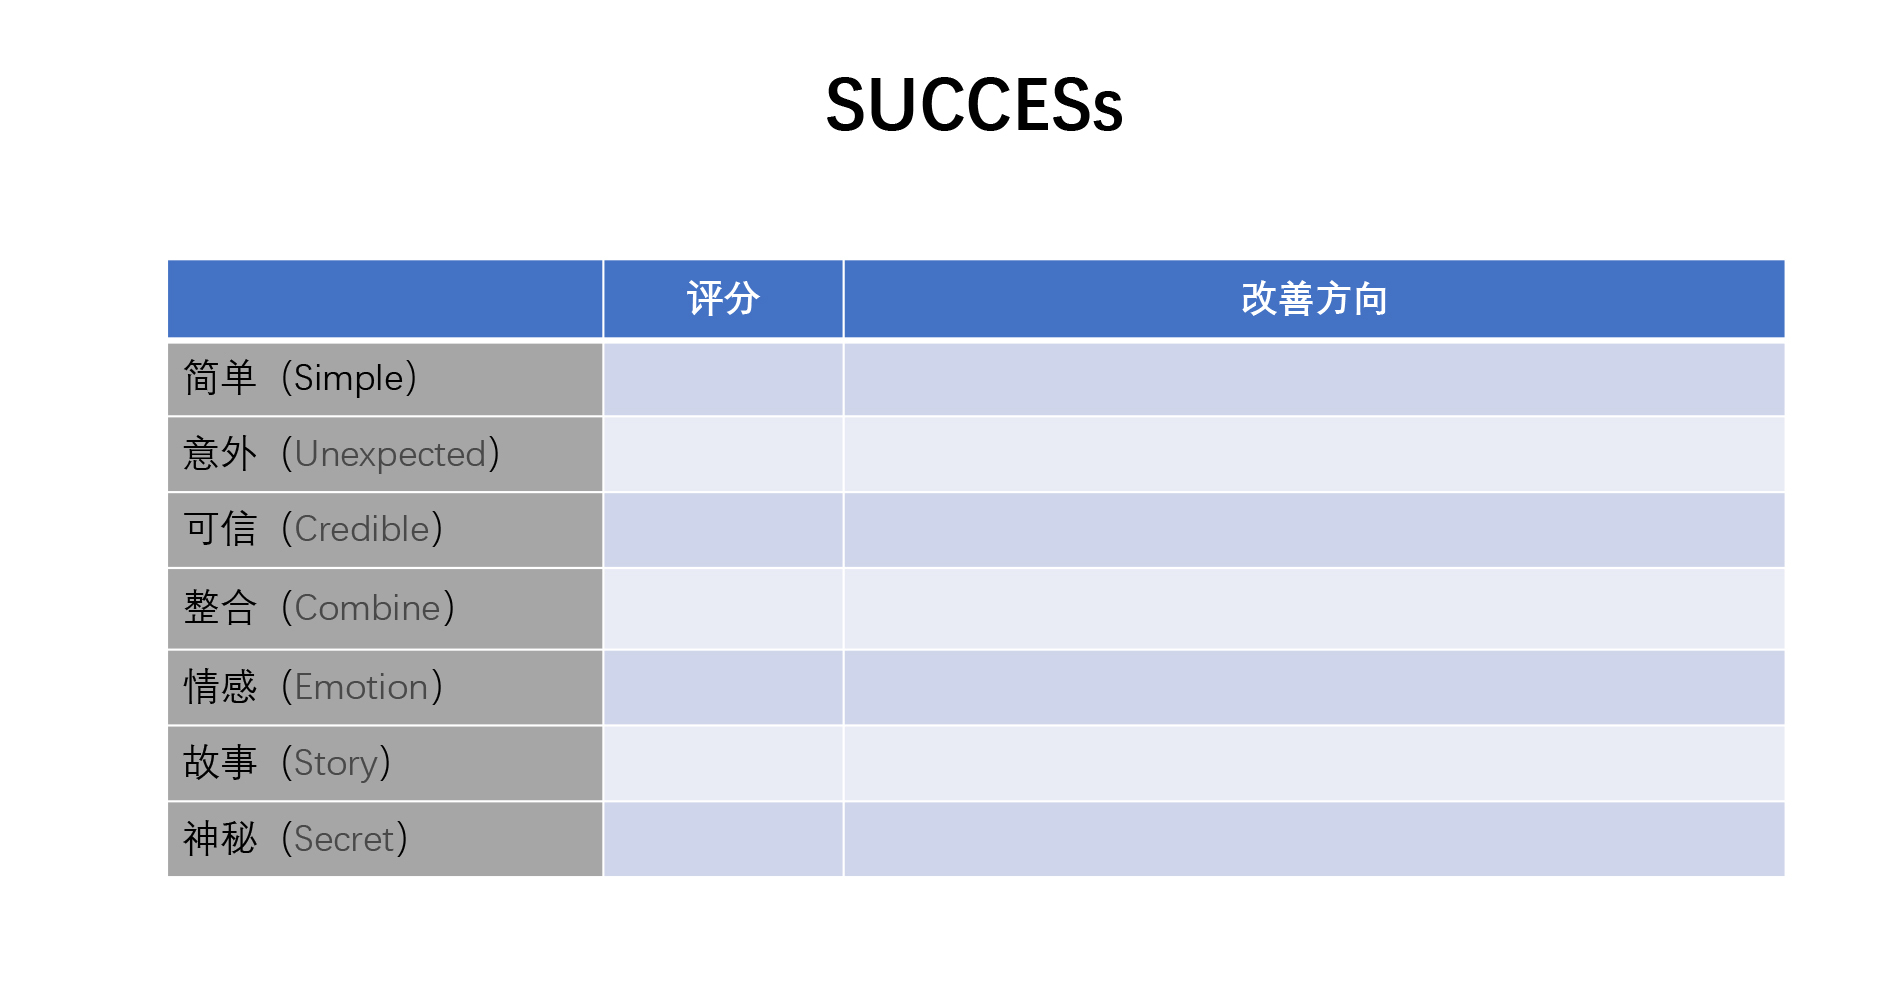 SUCCESs
评分 改善方向
简单（Simple）
意外（Unexpected）
可信（Credible）
整合（Combine）
情感（Emotion）
故事（Story）
神秘（Secret）